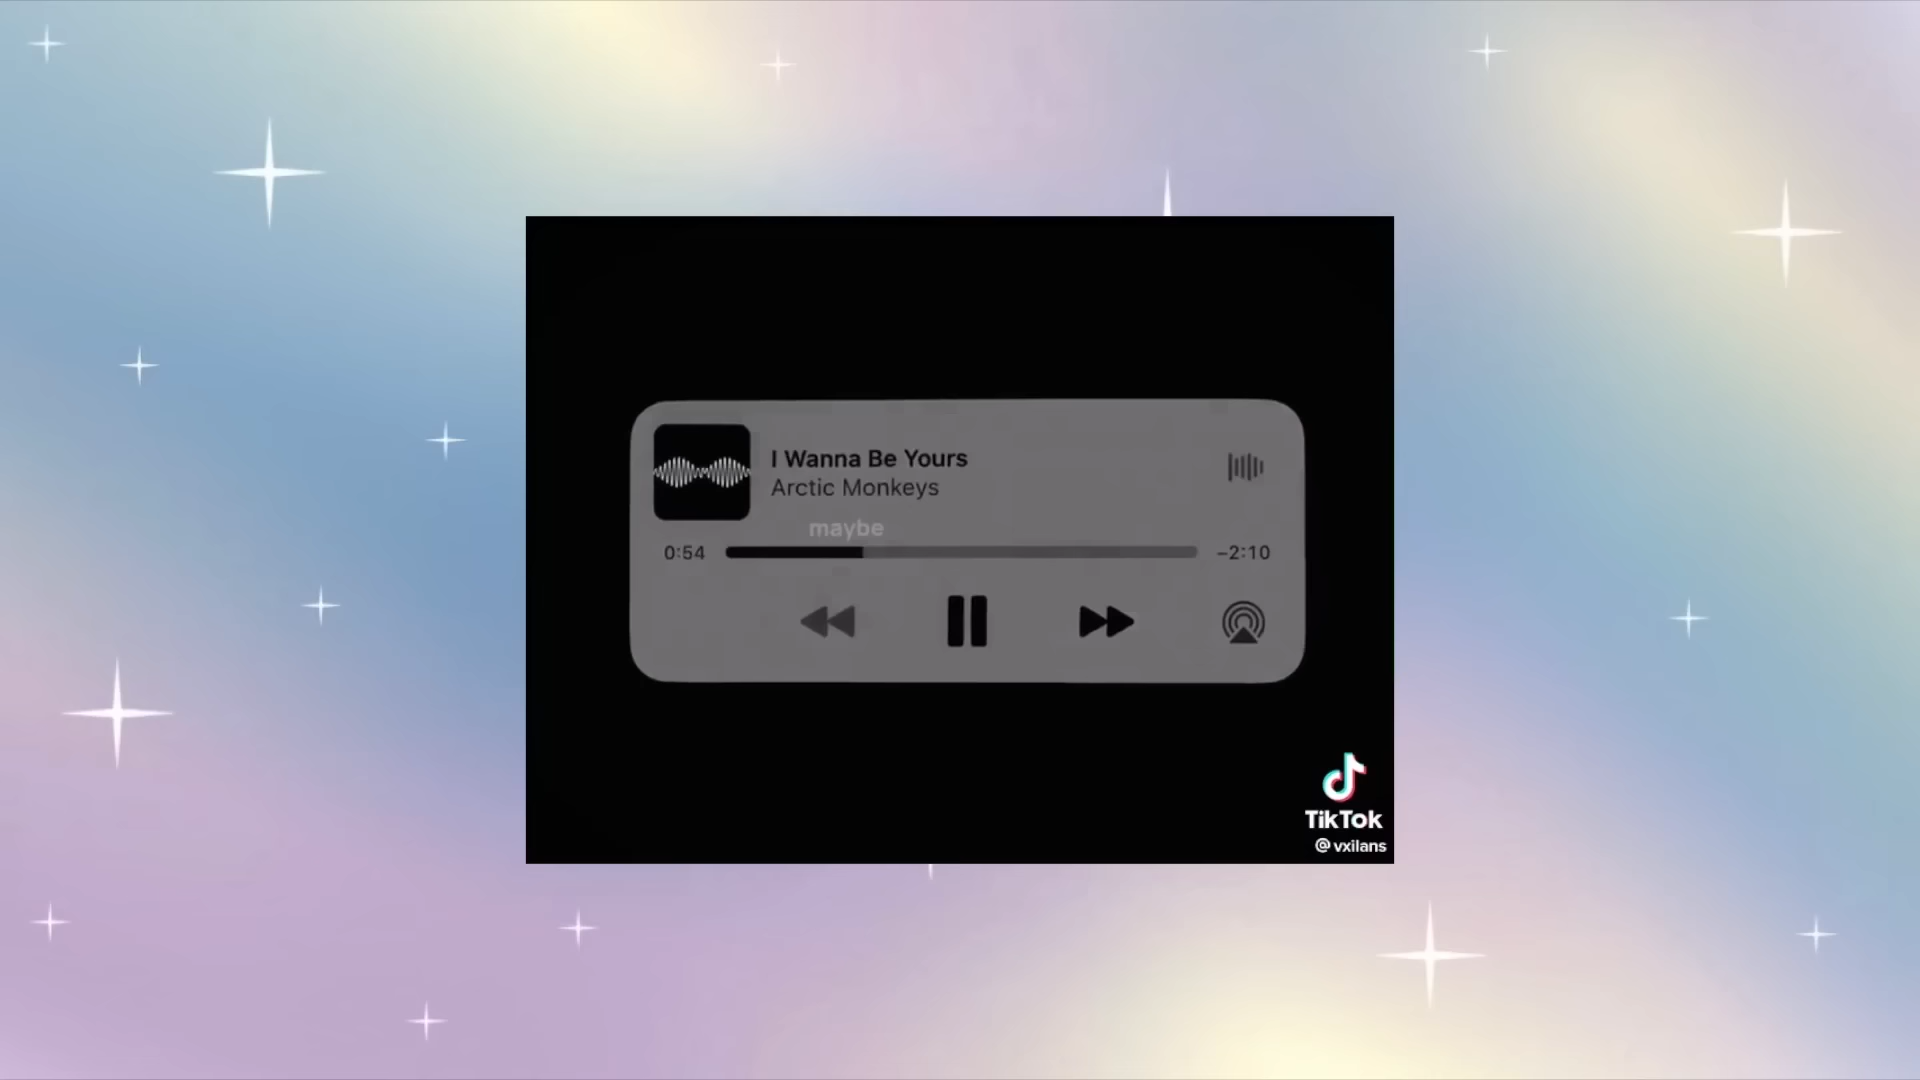 I Wanna Be Yours
Arctic Monkeys
maybe
0:54
–2:10
TikTok
@vxilans